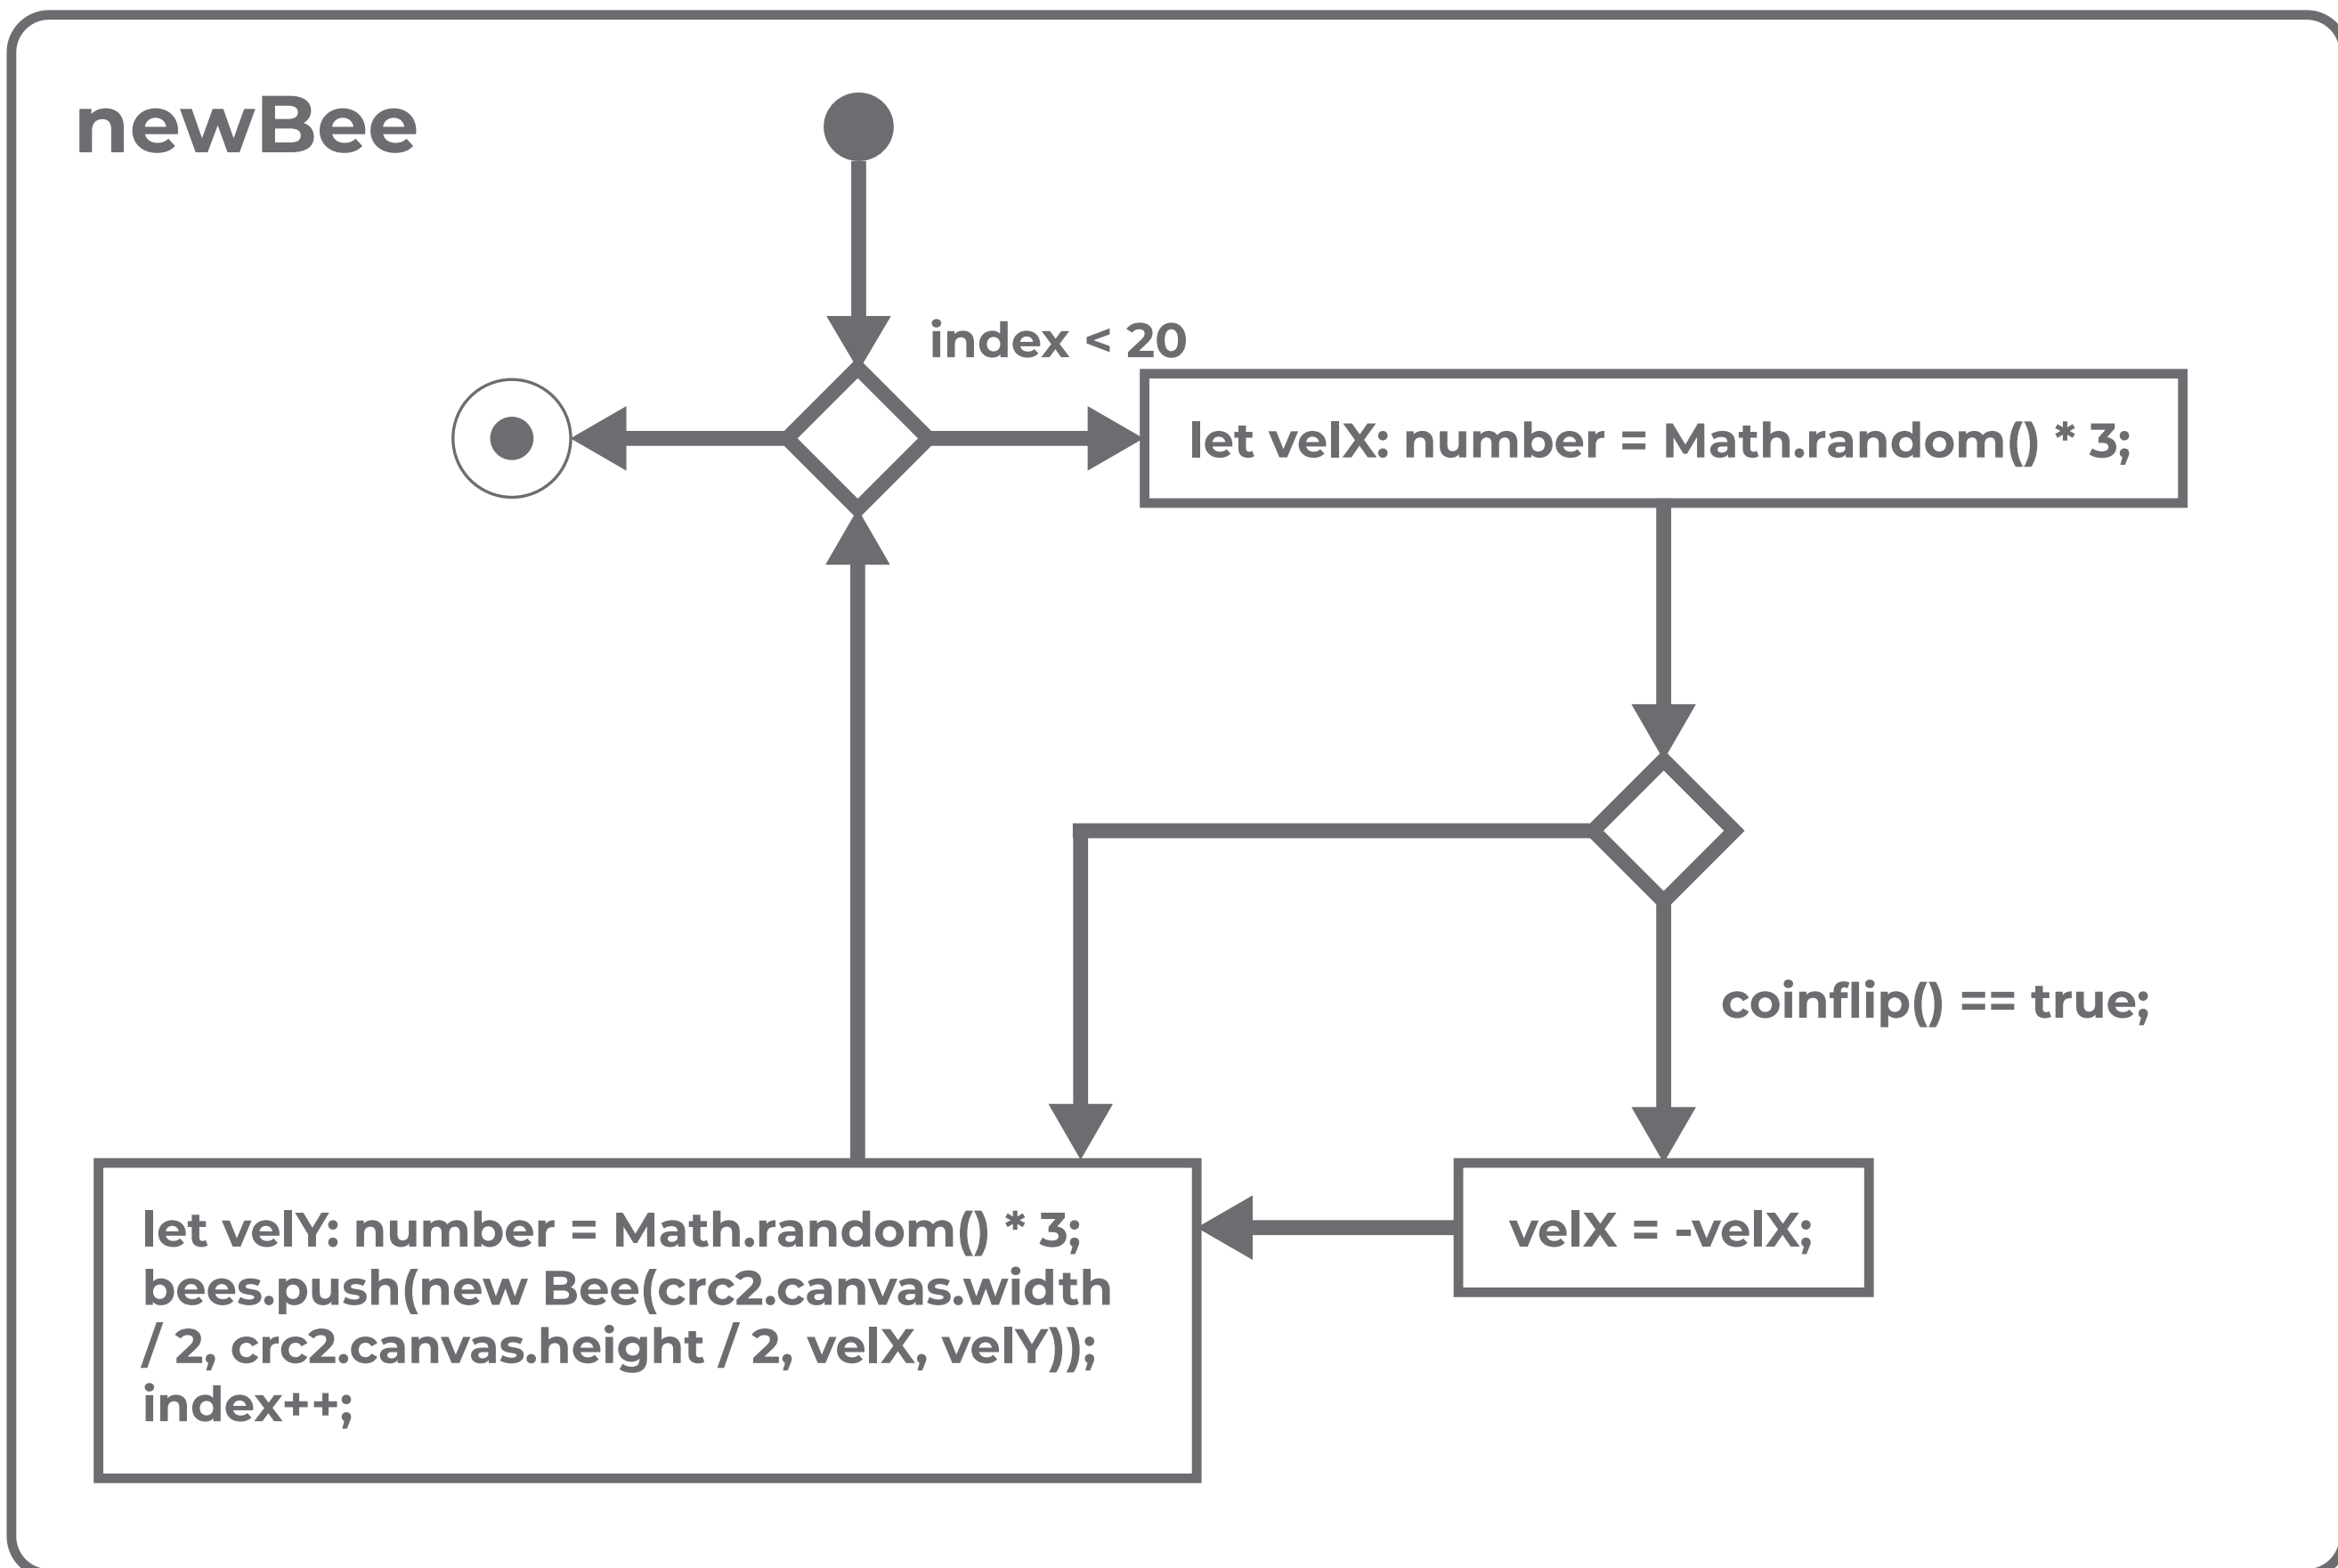 newBee
index < 20
let velX: number = Math.random() * 3;
coinflip() == true;
let velY: number = Math.random() * 3;
bees.push(new Bee(crc2.canvas.width
/2, crc2.canvas.height /2, velX, velY));
index++;
velX = -velX;